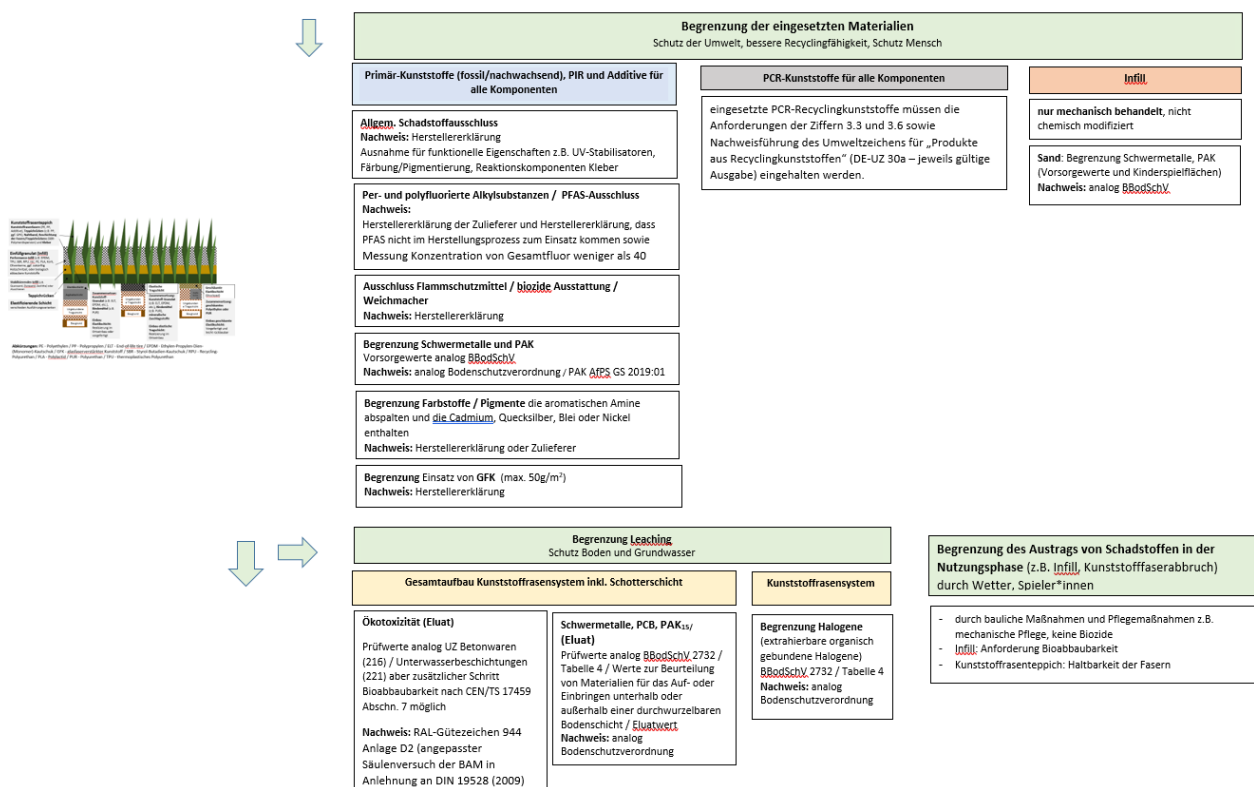 Begrenzung der eingesetzten Materialien
Schutz der Umwelt, bessere Recyclingfähigkeit, Schutz Mensch
Primär-Kunststoffe (fossil/nachwachsend), PIR und Additive für
alle Komponenten
Allgem. Schadstoffausschluss
Nachweis: Herstellererklärung
Ausnahme für funktionelle Eigenschaften z.B. UV-Stabilisatoren,
Färbung/Pigmentierung, Reaktionskomponenten Kleber
Per- und polyfluorierte Alkylsubstanzen / PFAS-Ausschluss
Nachweis:
Herstellererklärung der Zulieferer und Herstellererklärung, dass
PFAS nicht im Herstellungsprozess zum Einsatz kommen sowie
Messung Konzentration von Gesamtfluor weniger als 40
Ausschluss Flammschutzmittel / biozide Ausstattung /
Weichmacher
Nachweis: Herstellererklärung
Begrenzung Schwermetalle und PAK
Vorsorgewerte analog BBodSchV
Nachweis: analog Bodenschutzverordnung / PAK AfPS GS 2019:01
Begrenzung Farbstoffe / Pigmente die aromatischen Amine
abspalten und die Cadmium, Quecksilber, Blei oder Nickel
enthalten
Nachweis: Herstellererklärung oder Zulieferer
Begrenzung Einsatz von GFK (max. 50g/m²)
Nachweis: Herstellererklärung
PCR-Kunststoffe für alle Komponenten
eingesetzte PCR-Recyclingkunststoffe müssen die
Anforderungen der Ziffern 3.3 und 3.6 sowie
Nachweisführung des Umweltzeichens für „Produkte
aus Recyclingkunststoffen“ (DE-UZ 30a – jeweils gültige
Ausgabe) eingehalten werden.
Infill
nur mechanisch behandelt, nicht
chemisch modifiziert
Sand: Begrenzung Schwermetalle, PAK
(Vorsorgewerte und Kinderspielflächen)
Nachweis: analog BBodSchV
Kunststoffrasenteppich
Tepprichrücken
Elastifizierende Schicht
Begrenzung Leaching
Schutz Boden und Grundwasser
Gesamtaufbau Kunststoffrasensystem inkl. Schotterschicht
Ökotoxizität (Eluat)
Prüfwerte analog UZ Betonwaren
(216) / Unterwasserbeschichtungen
(221) aber zusätzlicher Schritt
Bioabbaubarkeit nach CEN/TS 17459
Abschn. 7 möglich
Nachweis: RAL-Gütezeichen 944
Anlage D2 (angepasster
Säulenversuch der BAM in
Anlehnung an DIN 19528 (2009)
Schwermetalle, PCB, PAK15/
(Eluat)
Prüfwerte analog BBodSchV 2732 /
Tabelle 4 / Werte zur Beurteilung
von Materialien für das Auf- oder
Einbringen unterhalb oder
außerhalb einer durchwurzelbaren
Bodenschicht / Eluatwert
Nachweis: analog
Bodenschutzverordnung
Kunststoffrasensystem
Begrenzung Halogene
(extrahierbare organisch
gebundene Halogene)
BBodSchV 2732 / Tabelle 4
Nachweis: analog
Bodenschutzverordnung
Begrenzung des Austrags von Schadstoffen in der
Nutzungsphase (z.B. Infill, Kunststofffaserabbruch)
durch Wetter, Spieler*innen
- durch bauliche Maßnahmen und Pflegemaßnahmen z.B.
mechanische Pflege, keine Biozide
- Infill: Anforderung Bioabbaubarkeit
- Kunststoffrasenteppich: Haltbarkeit der Fasern